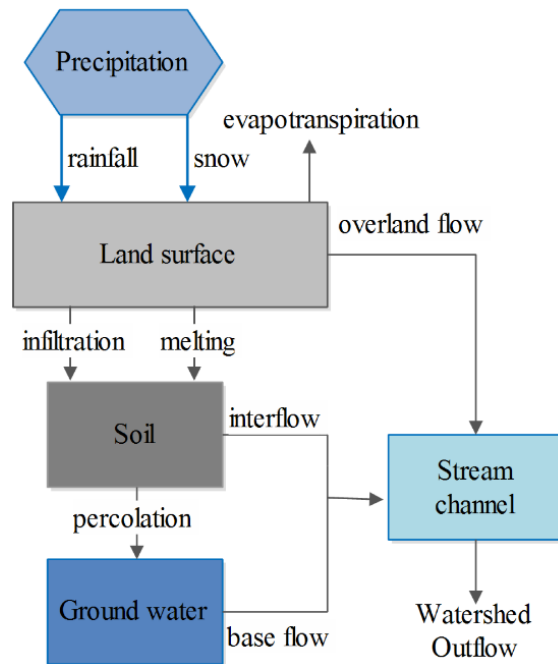 Precipitation
evapotranspiration
rainfall
snow
overland flow
Land surface
infiltration
melting
Soil
interflow
Stream
channel
percolation
Ground water
base flow
Watershed
Outflow